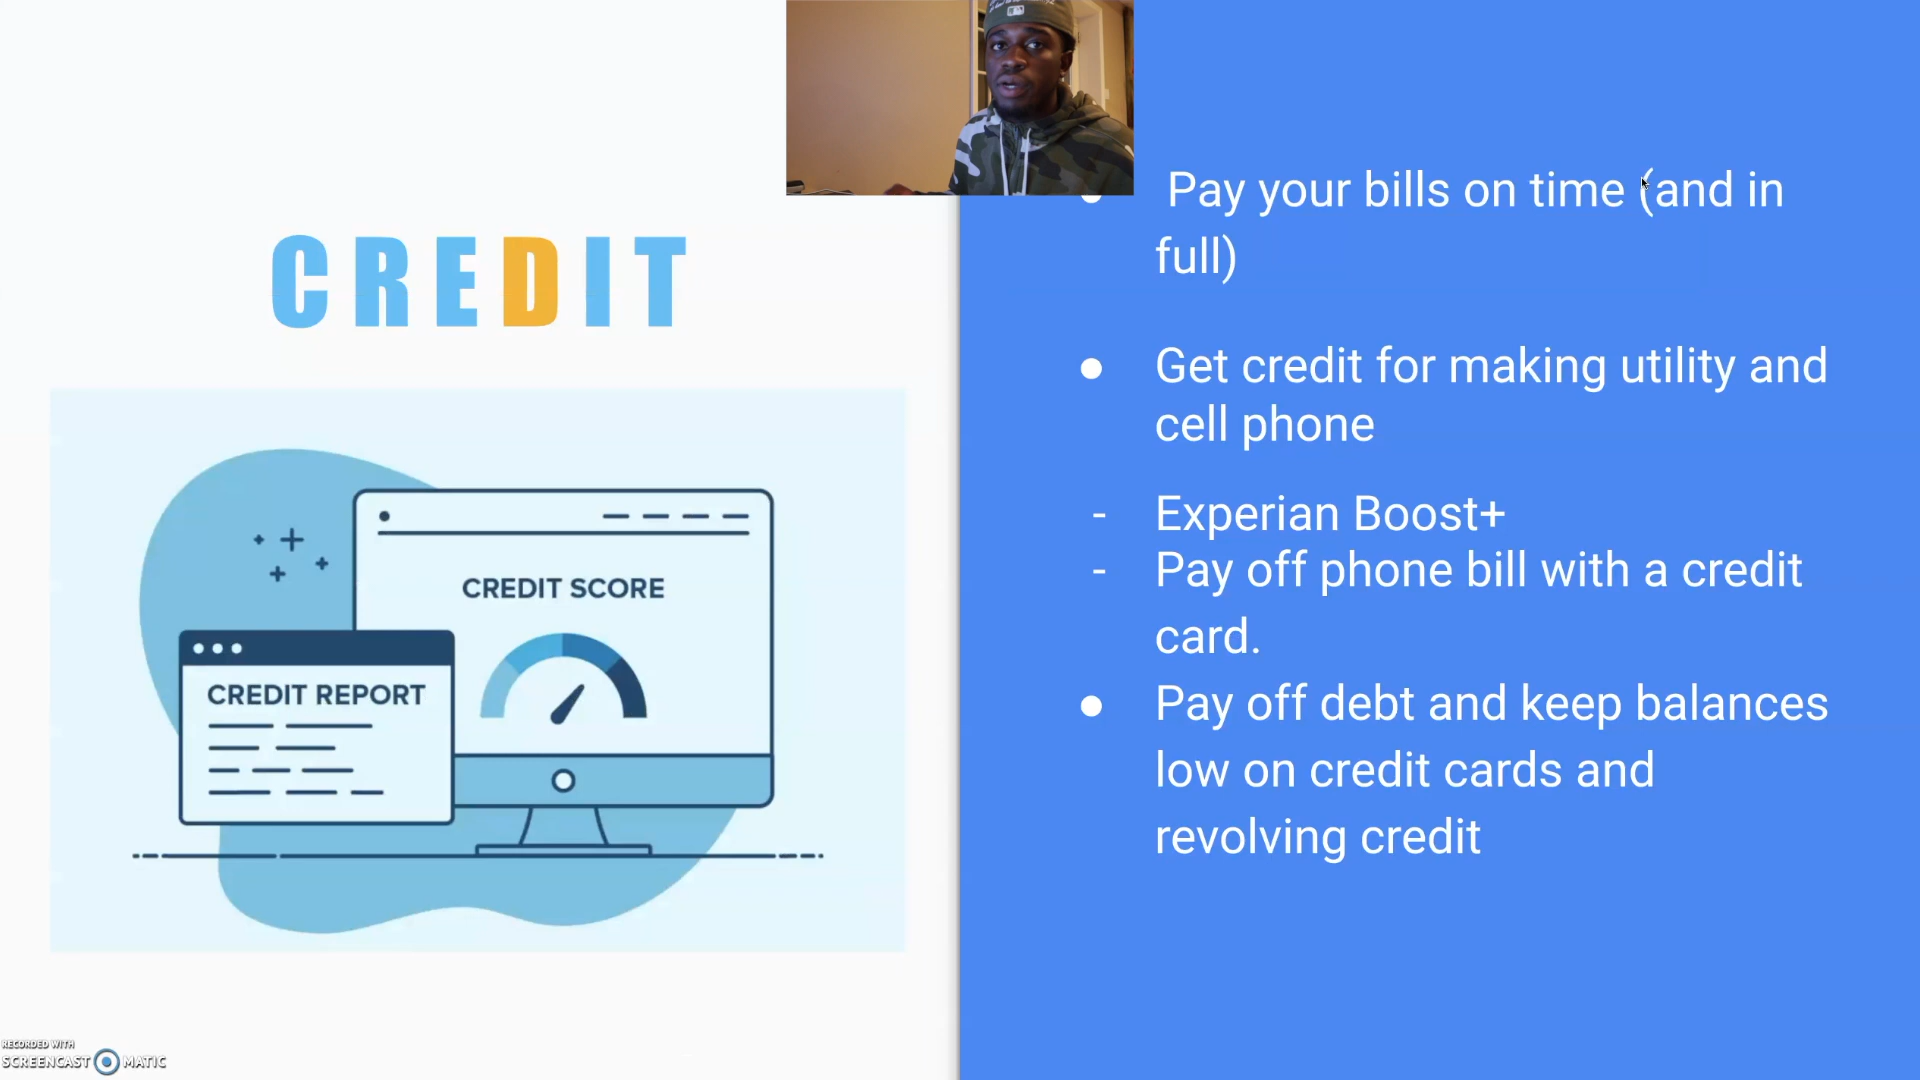 CREDIT
CREDIT SCORE
CREDIT REPORT
Pay your bills on time (and in
full)
Get credit for making utility and
cell phone
- Experian Boost+
- Pay off phone bill with a credit
card.
Pay off debt and keep balances
low on credit cards and
revolving credit
RECORDED WITH
SCREENCAST MATIC